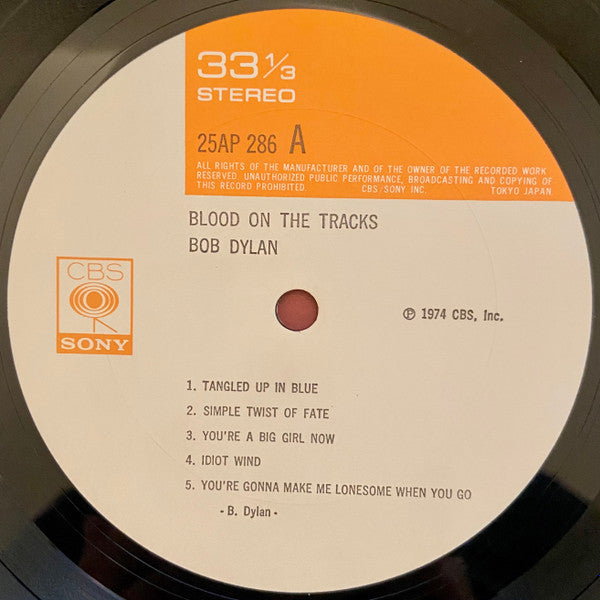 33 1/3
STEREO
25AP 286 A
ALL RIGHTS OF THE MANUFACTURER AND OF THE OWNER OF THE RECORDED WORK
RESERVED. UNAUTHORIZED PUBLIC PERFORMANCE, BROADCASTING AND COPYING OF
THIS RECORD PROHIBITED. CBS/SONY INC. TOKYO JAPAN.
BLOOD ON THE TRACKS
BOB DYLAN
CBS
SONY
℗ 1974 CBS, Inc.
1. TANGLED UP IN BLUE
2. SIMPLE TWIST OF FATE
3. YOU'RE A BIG GIRL NOW
4. IDIOT WIND
5. YOU'RE GONNA MAKE ME LONESOME WHEN YOU GO
- B. Dylan -